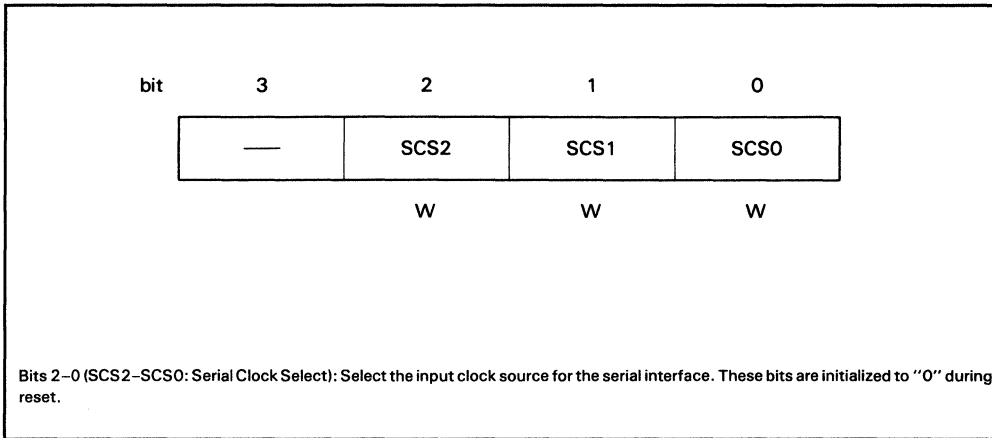 bit 3 2 1 0
— SCS2 SCS1 SCS0
W W W
Bits 2–0 (SCS2–SCS0: Serial Clock Select): Select the input clock source for the serial interface. These bits are initialized to "0" during
reset.